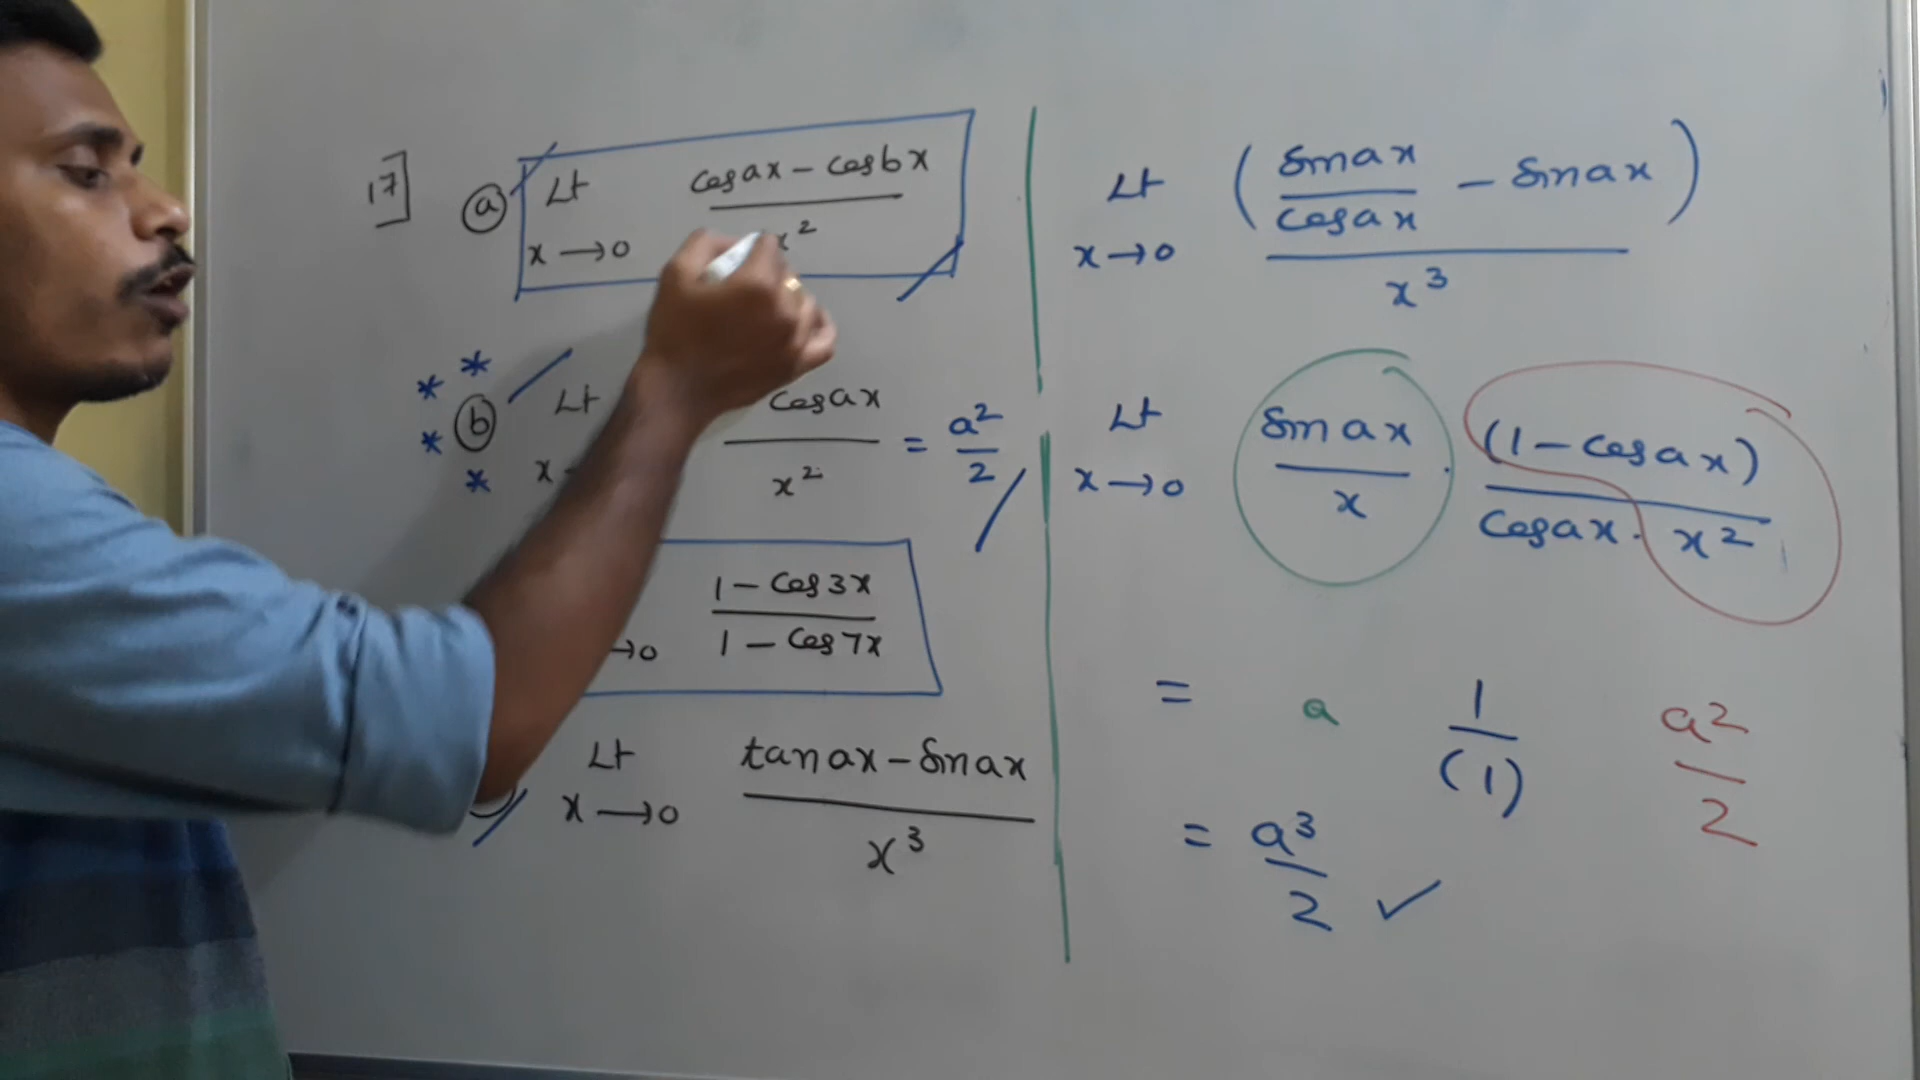 17] a Lt x→0 cosax - cosbx / x²
* * * * b Lt x cosax / x² = a²/2
→0 1 - cos3x / 1 - cos7x
Lt x→0 tanax - sinax / x³
Lt x→0 (sinax / cosax - sinax) / x³
Lt x→0 sinax / x · (1 - cosax) / cosax · x²
= a 1/(1) a²/2
= a³/2 ✓